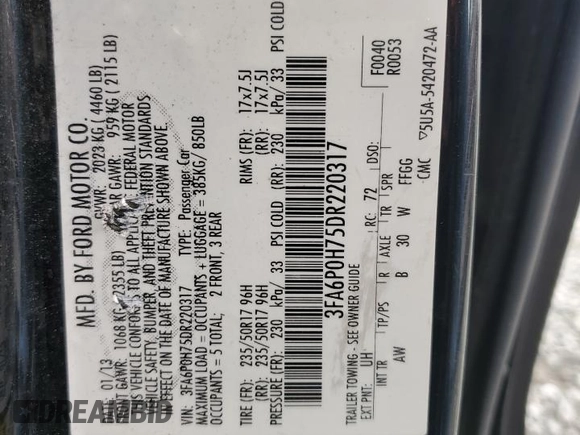 MFD. BY FORD MOTOR CO.
01/13 GVWR: 2023 KG (4460 LB)
GAWR: 1068 KG (2355 LB) GAWR: 959 KG (2115 LB)
VEHICLE CONFORMS TO ALL FEDERAL MOTOR
VEHICLE SAFETY, BUMPER, AND THEFT PREVENTION STANDARDS
EFFECT ON THE DATE OF MANUFACTURE SHOWN ABOVE.
VIN: 3FA6P0H75DR220317 TYPE: Passenger Car
MAXIMUM LOAD = OCCUPANTS + LUGGAGE = 385KG/ 850LB
OCCUPANTS = 5 TOTAL; 2 FRONT, 3 REAR
TIRE (FR): 235/50R17 96H RIMS (FR): 17x7.5J
(RR): 235/50R17 96H (RR): 17x7.5J
PRESSURE (FR): 230 kPa/ 33 PSI COLD (RR): 230 kPa/ 33 PSI COLD
3FA6P0H75DR220317
TRAILER TOWING - SEE OWNER GUIDE F0040
R0053
EXT PNT: UH RC: 72 DSO:
INT TR TP/PS R AXLE TR SPR
AW B 30 W FFGG
CMC ▽5U5A-5420472-AA
DREAMBID